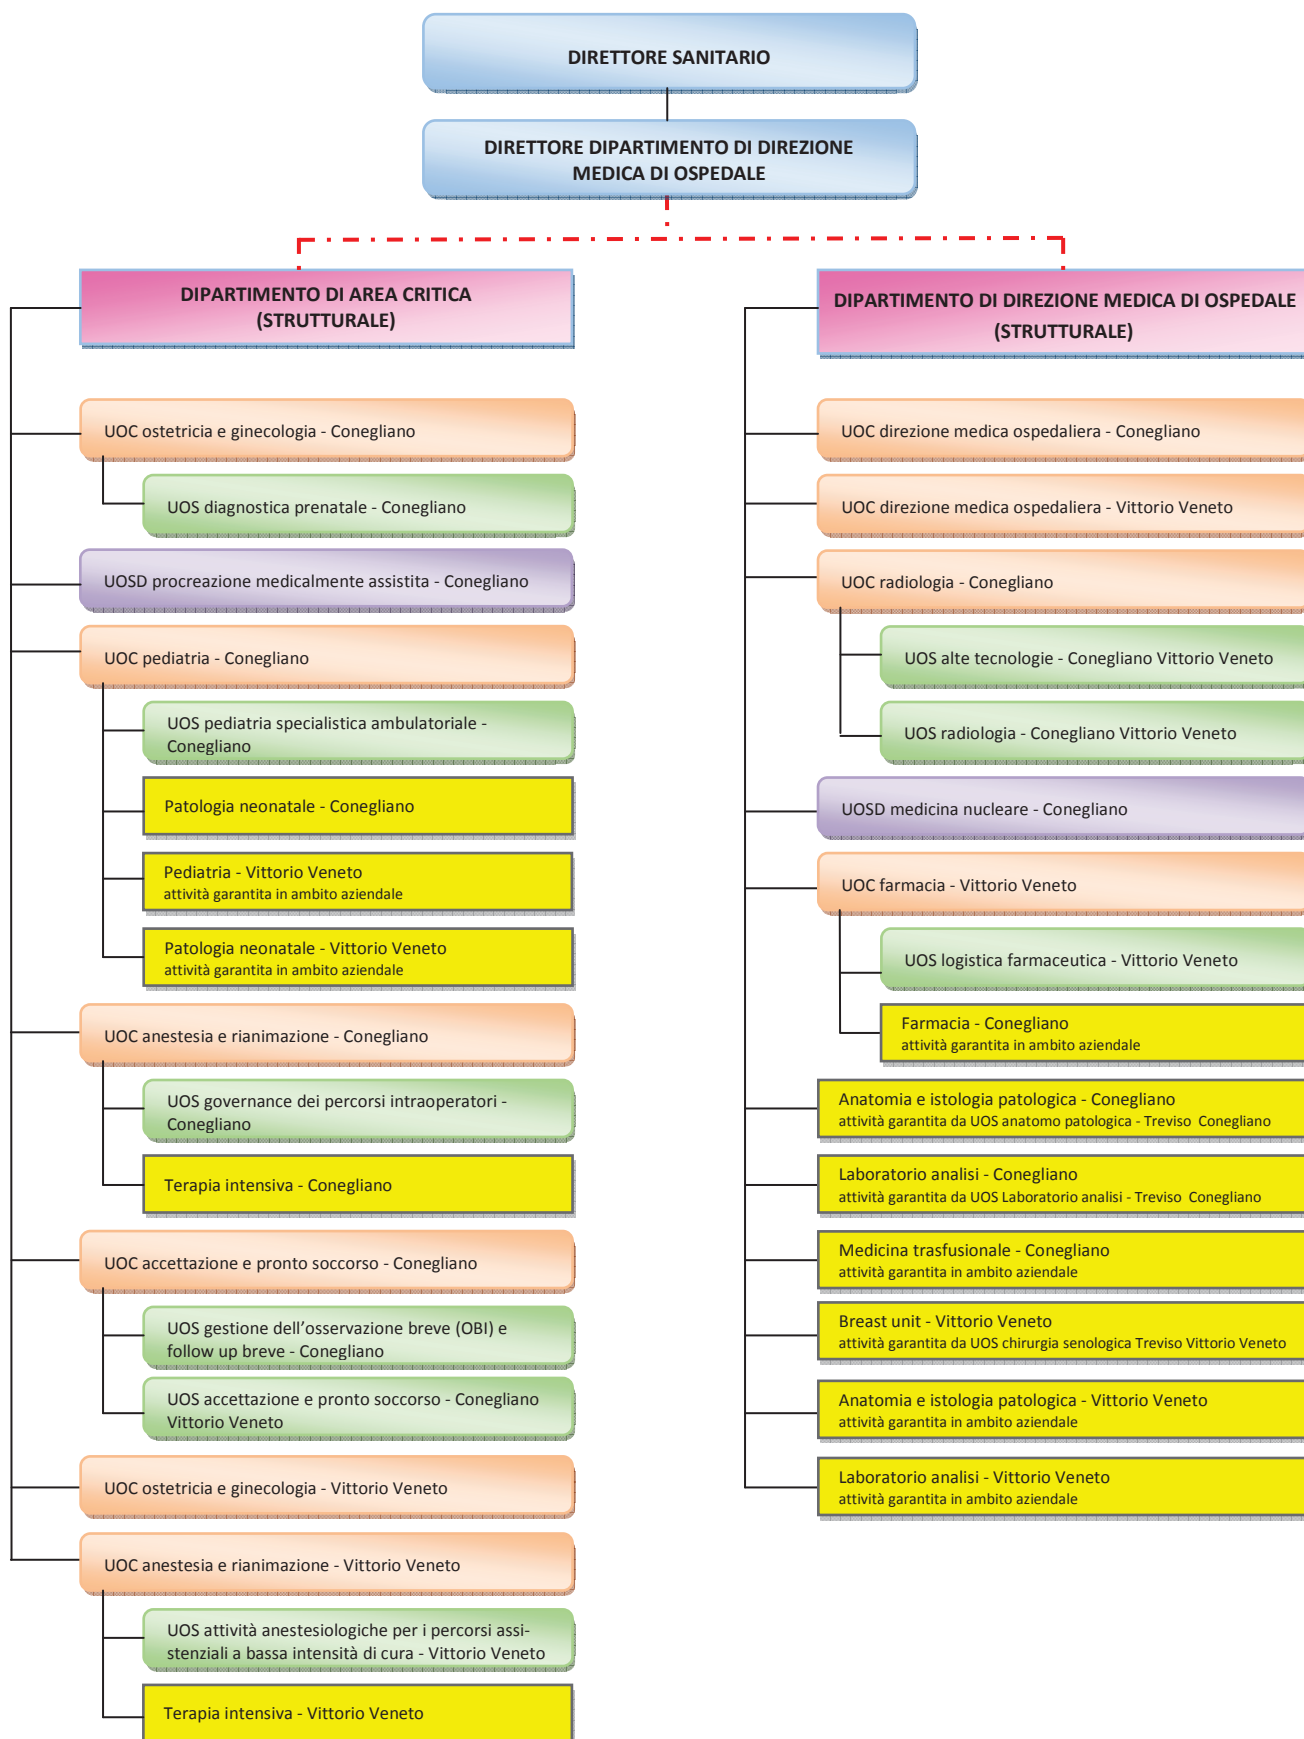 DIRETTORE SANITARIO
DIRETTORE DIPARTIMENTO DI DIREZIONE
MEDICA DI OSPEDALE
DIPARTIMENTO DI AREA CRITICA
(STRUTTURALE)
UOC ostetricia e ginecologia - Conegliano
UOS diagnostica prenatale - Conegliano
UOSD procreazione medicalmente assistita - Conegliano
UOC pediatria - Conegliano
UOS pediatria specialistica ambulatoriale -
Conegliano
Patologia neonatale - Conegliano
Pediatria - Vittorio Veneto
attività garantita in ambito aziendale
Patologia neonatale - Vittorio Veneto
attività garantita in ambito aziendale
UOC anestesia e rianimazione - Conegliano
UOS governance dei percorsi intraoperatori -
Conegliano
Terapia intensiva - Conegliano
UOC accettazione e pronto soccorso - Conegliano
UOS gestione dell’osservazione breve (OBI) e
follow up breve - Conegliano
UOS accettazione e pronto soccorso - Conegliano
Vittorio Veneto
UOC ostetricia e ginecologia - Vittorio Veneto
UOC anestesia e rianimazione - Vittorio Veneto
UOS attività anestesiologiche per i percorsi assi-
stenziali a bassa intensità di cura - Vittorio Veneto
Terapia intensiva - Vittorio Veneto
DIPARTIMENTO DI DIREZIONE MEDICA DI OSPEDALE
(STRUTTURALE)
UOC direzione medica ospedaliera - Conegliano
UOC direzione medica ospedaliera - Vittorio Veneto
UOC radiologia - Conegliano
UOS alte tecnologie - Conegliano Vittorio Veneto
UOS radiologia - Conegliano Vittorio Veneto
UOSD medicina nucleare - Conegliano
UOC farmacia - Vittorio Veneto
UOS logistica farmaceutica - Vittorio Veneto
Farmacia - Conegliano
attività garantita in ambito aziendale
Anatomia e istologia patologica - Conegliano
attività garantita da UOS anatomo patologica - Treviso Conegliano
Laboratorio analisi - Conegliano
attività garantita da UOS Laboratorio analisi - Treviso Conegliano
Medicina trasfusionale - Conegliano
attività garantita in ambito aziendale
Breast unit - Vittorio Veneto
attività garantita da UOS chirurgia senologica Treviso Vittorio Veneto
Anatomia e istologia patologica - Vittorio Veneto
attività garantita in ambito aziendale
Laboratorio analisi - Vittorio Veneto
attività garantita in ambito aziendale